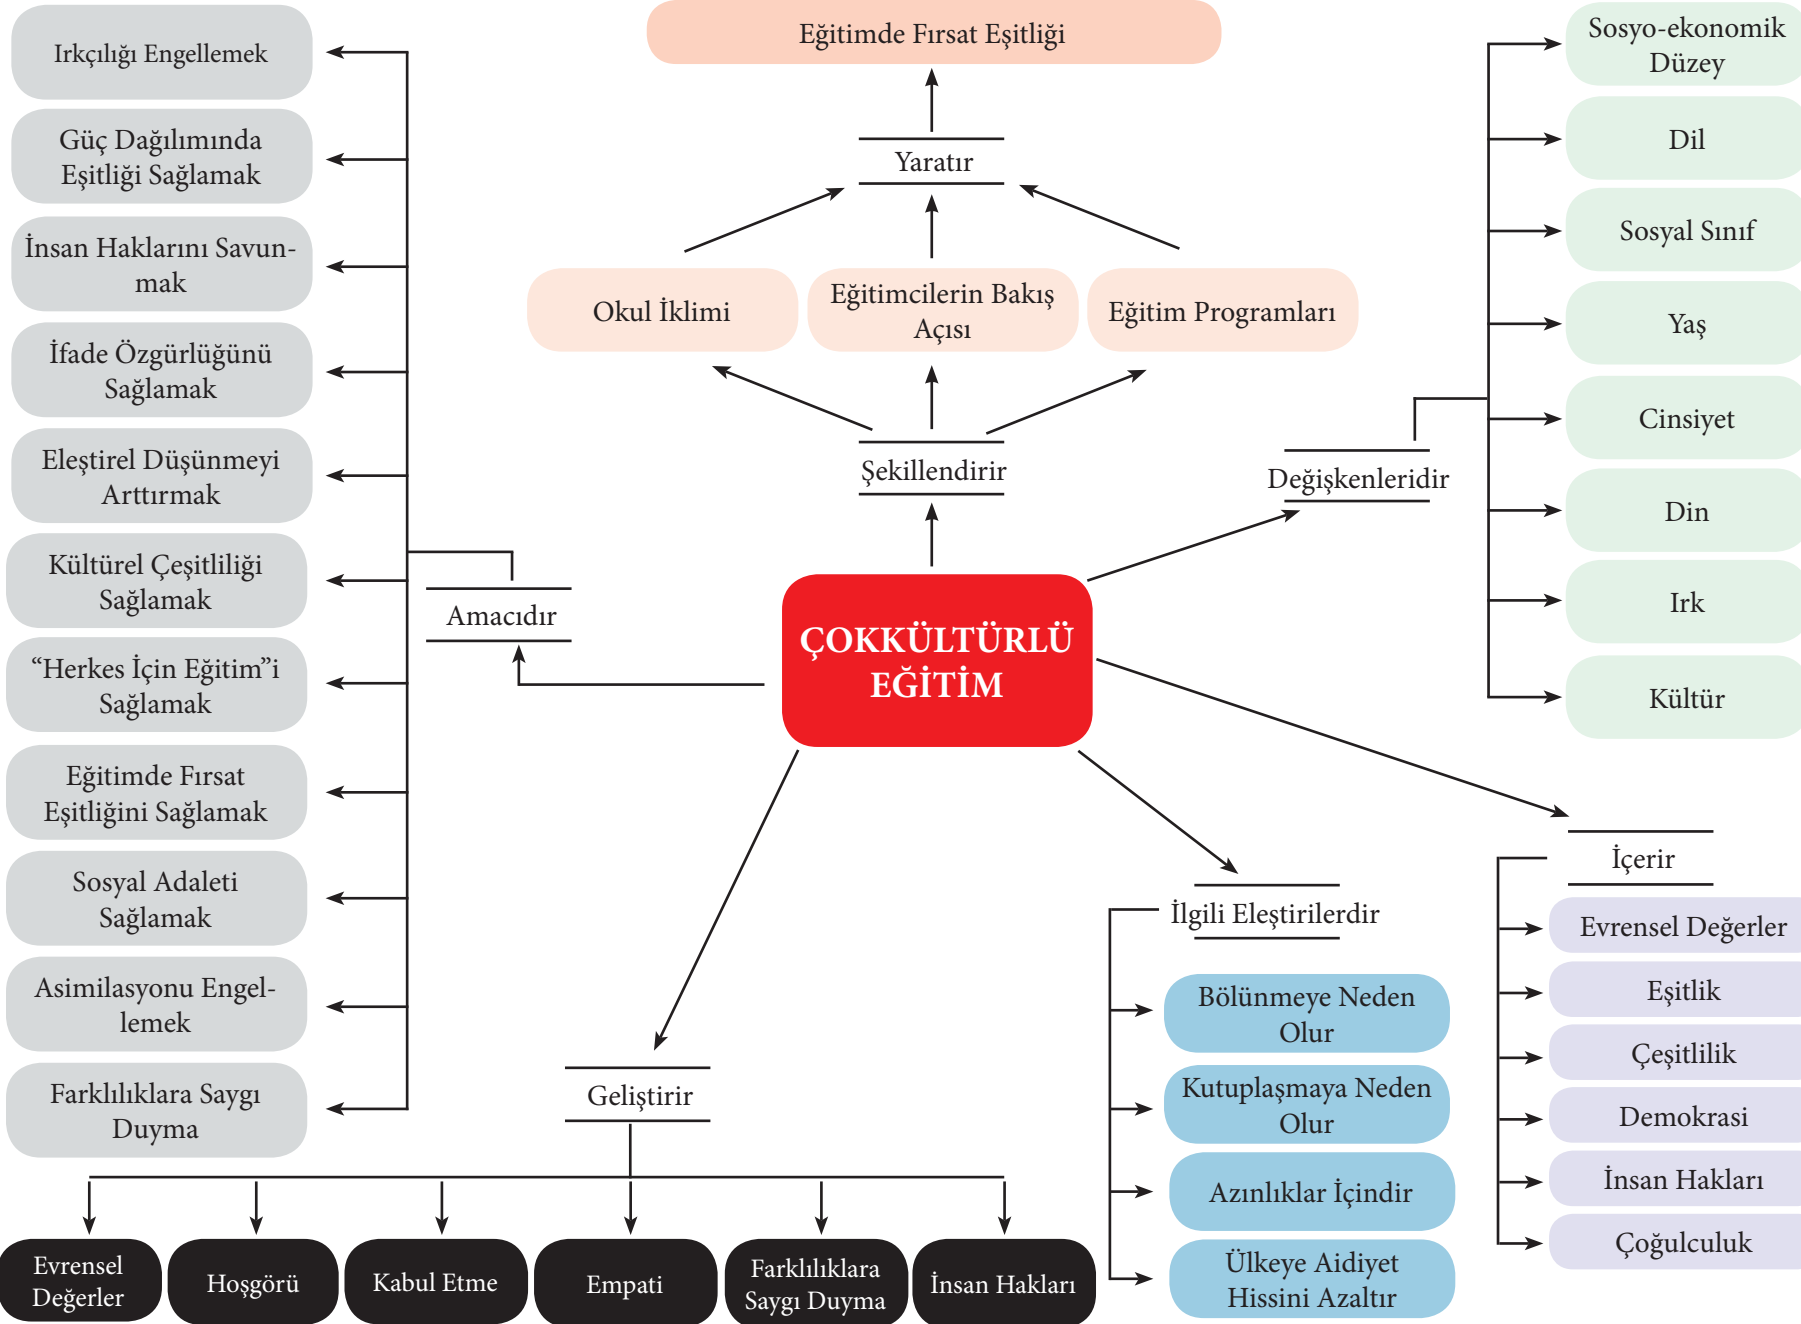 Irkçılığı Engellemek
Güç Dağılımında
Eşitliği Sağlamak
İnsan Haklarını Savun-
mak
İfade Özgürlüğünü
Sağlamak
Eleştirel Düşünmeyi
Arttırmak
Kültürel Çeşitliliği
Sağlamak
“Herkes İçin Eğitim”i
Sağlamak
Eğitimde Fırsat
Eşitliğini Sağlamak
Sosyal Adaleti
Sağlamak
Asimilasyonu Engel-
lemek
Farklılıklara Saygı
Duyma
Amacıdır
Eğitimde Fırsat Eşitliği
Yaratır
Okul İklimi
Eğitimcilerin Bakış
Açısı
Eğitim Programları
Şekillendirir
ÇOKKÜLTÜRLÜ
EĞİTİM
Değişkenleridir
Sosyo-ekonomik
Düzey
Dil
Sosyal Sınıf
Yaş
Cinsiyet
Din
Irk
Kültür
İçerir
Evrensel Değerler
Eşitlik
Çeşitlilik
Demokrasi
İnsan Hakları
Çoğulculuk
İlgili Eleştirilerdir
Bölünmeye Neden
Olur
Kutuplaşmaya Neden
Olur
Azınlıklar İçindir
Ülkeye Aidiyet
Hissini Azaltır
Geliştirir
Evrensel
Değerler
Hoşgörü
Kabul Etme
Empati
Farklılıklara
Saygı Duyma
İnsan Hakları